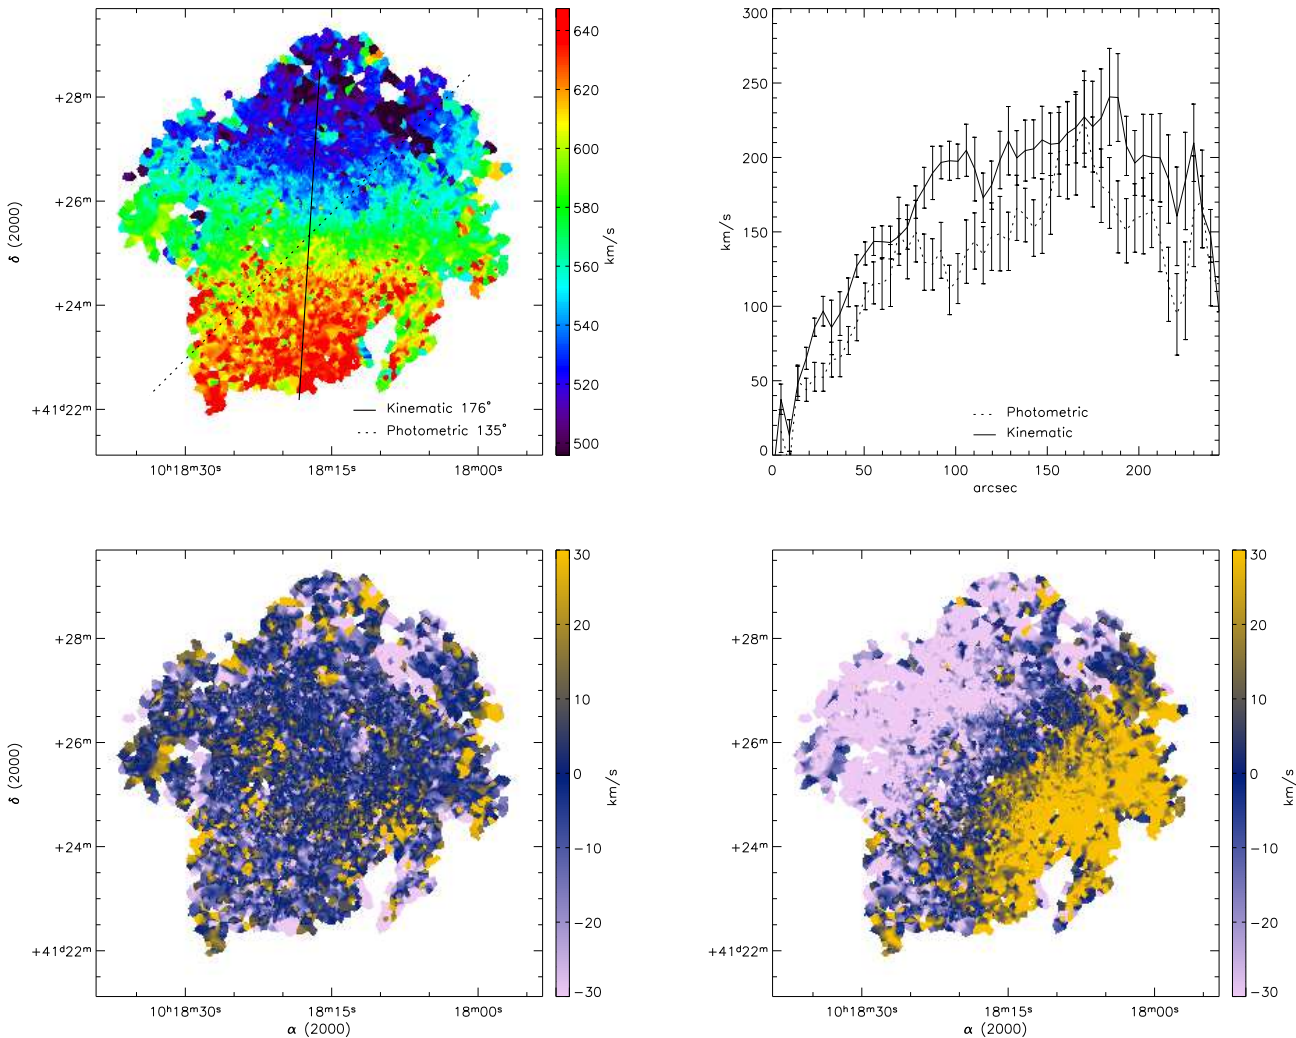 640
620
600
580
560
540
520
500
km/s
+28ᵐ
+26ᵐ
+24ᵐ
+41ᵈ22ᵐ
δ (2000)
10ʰ18ᵐ30ˢ
18ᵐ15ˢ
18ᵐ00ˢ
Kinematic 176°
Photometric 135°
300
250
200
150
100
50
0
km/s
0
50
100
150
200
arcsec
Photometric
Kinematic
+28ᵐ
+26ᵐ
+24ᵐ
+41ᵈ22ᵐ
δ (2000)
10ʰ18ᵐ30ˢ
18ᵐ15ˢ
18ᵐ00ˢ
α (2000)
30
20
10
0
−10
−20
−30
km/s
+28ᵐ
+26ᵐ
+24ᵐ
+41ᵈ22ᵐ
10ʰ18ᵐ30ˢ
18ᵐ15ˢ
18ᵐ00ˢ
α (2000)
30
20
10
0
−10
−20
−30
km/s